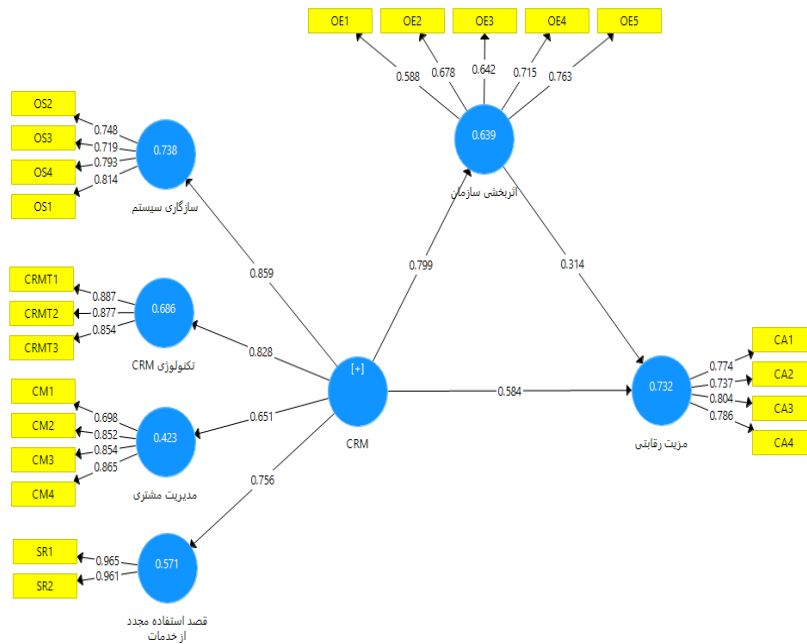 OE1
OE2
OE3
OE4
OE5
0.588
0.678
0.642
0.715
0.763
0.639
اثربخشی سازمان
OS2
OS3
OS4
OS1
0.748
0.719
0.793
0.814
0.738
سازگاری سیستم
0.859
0.799
0.314
CRMT1
CRMT2
CRMT3
0.887
0.877
0.854
0.686
تکنولوژی CRM
0.828
[+]
CRM
0.584
CA1
CA2
CA3
CA4
0.774
0.737
0.804
0.786
0.732
مزیت رقابتی
CM1
CM2
CM3
CM4
0.698
0.852
0.854
0.865
0.423
مدیریت مشتری
0.651
0.756
SR1
SR2
0.965
0.961
0.571
قصد استفاده مجدد
از خدمات